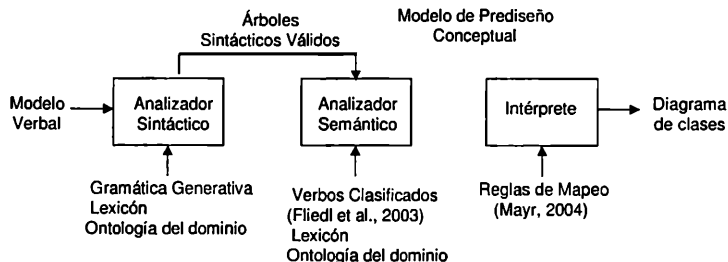 Árboles
Sintácticos Válidos
Modelo de Prediseño
Conceptual
Modelo
Verbal
Analizador
Sintáctico
Analizador
Semántico
Intérprete
Diagrama
de clases
Gramática Generativa
Lexicón
Ontología del dominio
Verbos Clasificados
(Fliedl et al., 2003)
Lexicón
Ontología del dominio
Reglas de Mapeo
(Mayr, 2004)